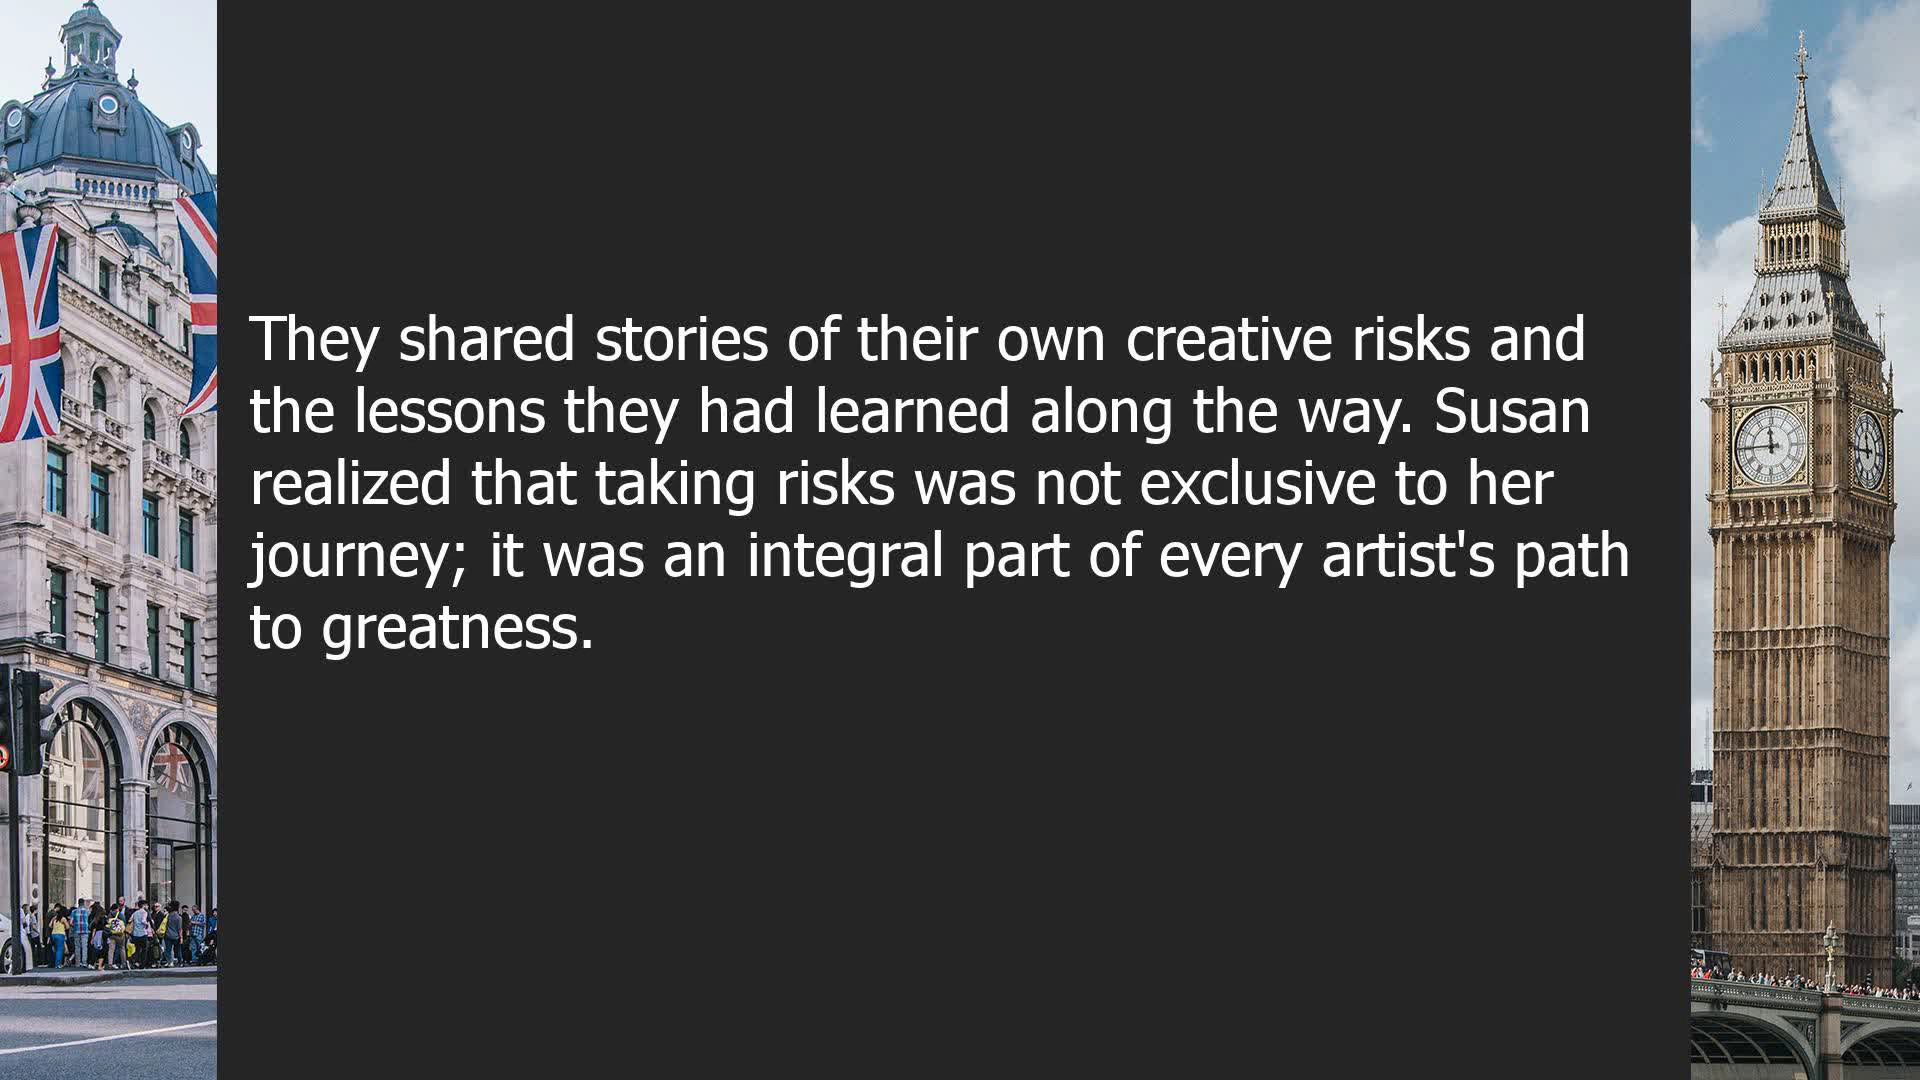 They shared stories of their own creative risks and
the lessons they had learned along the way. Susan
realized that taking risks was not exclusive to her
journey; it was an integral part of every artist's path
to greatness.